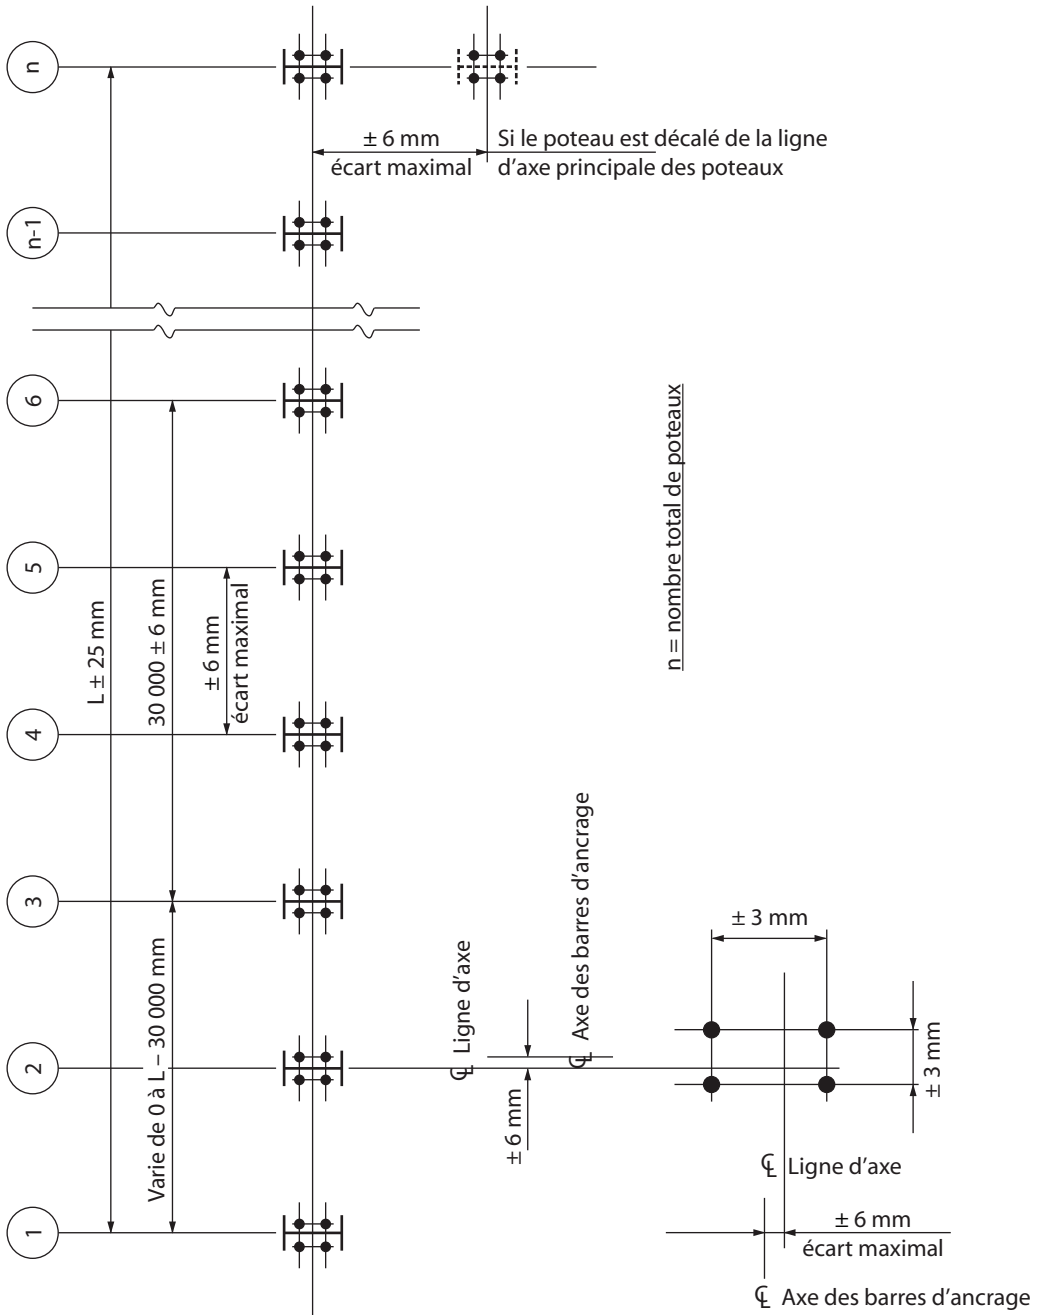 n
± 6 mm
écart maximal
Si le poteau est décalé de la ligne
d'axe principale des poteaux
n-1
6
5
4
3
2
1
L ± 25 mm
30 000 ± 6 mm
± 6 mm
écart maximal
Varie de 0 à L – 30 000 mm
n = nombre total de poteaux
℄ Ligne d'axe
℄ Axe des barres d'ancrage
± 6 mm
± 3 mm
± 3 mm
℄ Ligne d'axe
± 6 mm
écart maximal
℄ Axe des barres d'ancrage